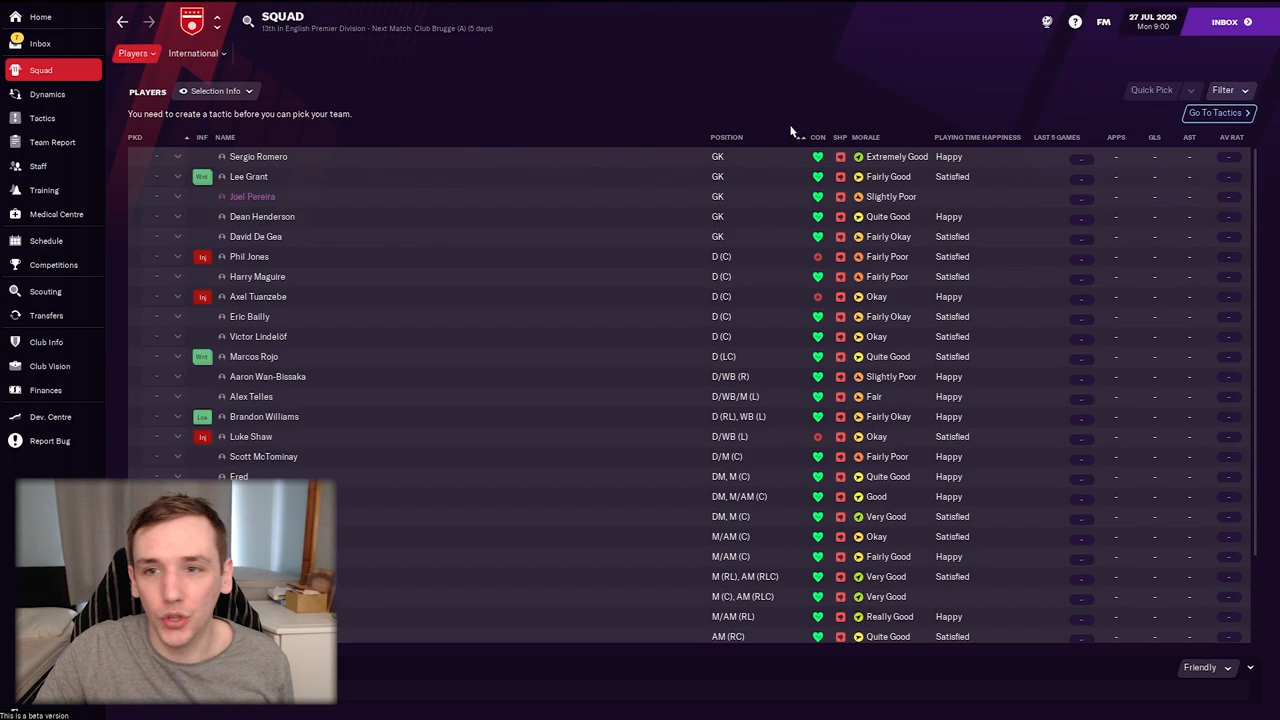 Home
7
Inbox
Squad
Dynamics
Tactics
Team Report
Staff
Training
Medical Centre
Schedule
Competitions
Scouting
Transfers
Club Info
Club Vision
Finances
Dev. Centre
Report Bug
This is a beta version
SQUAD
13th in English Premier Division - Next Match: Club Brugge (A) (5 days)
? FM 27 JUL 2020
Mon 9:00
INBOX
Players International
PLAYERS Selection Info Quick Pick Filter
You need to create a tactic before you can pick your team. Go To Tactics
PKD INF NAME POSITION CON SHP MORALE PLAYING TIME HAPPINESS LAST 5 GAMES APPS GLS AST AV RAT
- Sergio Romero GK Extremely Good Happy - - - - -
- Wnt Lee Grant GK Fairly Good Satisfied - - - - -
- Joel Pereira GK Slightly Poor - - - - -
- Dean Henderson GK Quite Good Happy - - - - -
- David De Gea GK Fairly Okay Satisfied - - - - -
- Inj Phil Jones D (C) Fairly Poor Satisfied - - - - -
- Harry Maguire D (C) Fairly Poor Satisfied - - - - -
- Inj Axel Tuanzebe D (C) Okay Happy - - - - -
- Eric Bailly D (C) Fairly Okay Satisfied - - - - -
- Victor Lindelöf D (C) Okay Satisfied - - - - -
- Wnt Marcos Rojo D (LC) Quite Good Satisfied - - - - -
- Aaron Wan-Bissaka D/WB (R) Slightly Poor Happy - - - - -
- Alex Telles D/WB/M (L) Fair Happy - - - - -
- Loa Brandon Williams D (RL), WB (L) Fairly Okay Happy - - - - -
- Inj Luke Shaw D/WB (L) Okay Satisfied - - - - -
- Scott McTominay D/M (C) Fairly Poor Happy - - - - -
- Fred DM, M (C) Quite Good Happy - - - - -
DM, M/AM (C) Good Happy - - - - -
DM, M (C) Very Good Satisfied - - - - -
M/AM (C) Okay Satisfied - - - - -
M/AM (C) Fairly Good Happy - - - - -
M (RL), AM (RLC) Very Good Satisfied - - - - -
M (C), AM (RLC) Very Good - - - - -
M/AM (RL) Really Good Happy - - - - -
AM (RC) Quite Good Satisfied - - - - -
Friendly